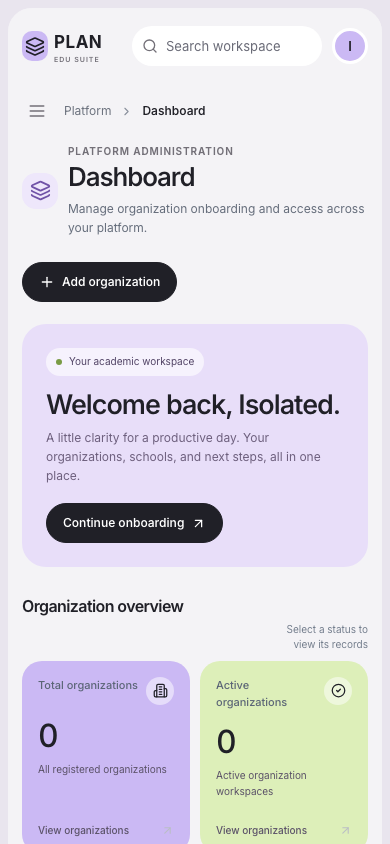 PLAN
EDU SUITE
Search workspace
I
Platform
Dashboard
PLATFORM ADMINISTRATION
Dashboard
Manage organization onboarding and access across
your platform.
Add organization
Your academic workspace
Welcome back, Isolated.
A little clarity for a productive day. Your
organizations, schools, and next steps, all in one
place.
Continue onboarding
Organization overview
Select a status to
view its records
Total organizations
0
All registered organizations
View organizations
Active
organizations
0
Active organization
workspaces
View organizations